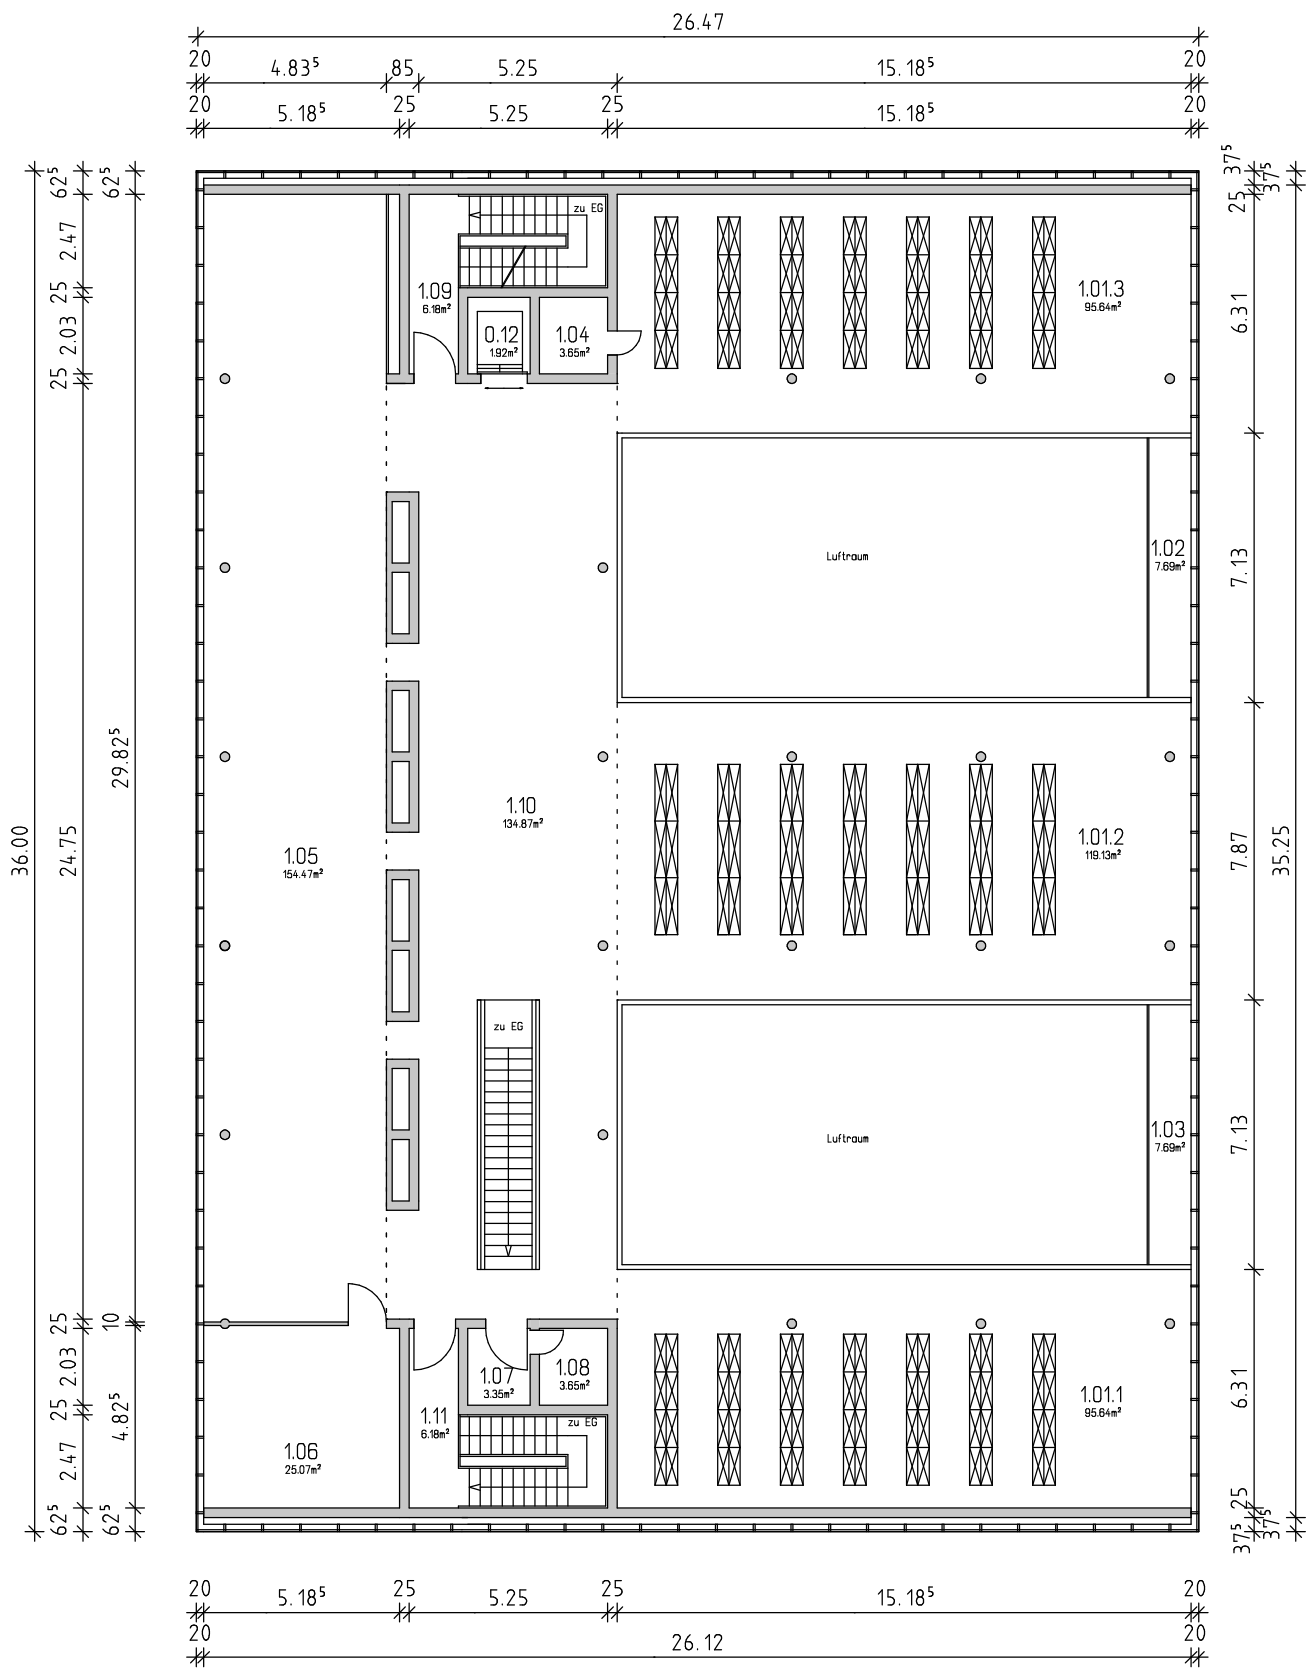 26.47
20 4.83⁵ 85 5.25 15.18⁵ 20
20 5.18⁵ 25 5.25 25 15.18⁵ 20
62⁵ 62⁵ 37⁵ 37⁵
25
zu EG
2.47
1.09
6.18m²
1.01.3
95.64m²
25
6.31
2.03
0.12
1.92m²
1.04
3.65m²
25
Luftraum
1.02
7.69m²
7.13
29.82⁵
1.10
134.87m²
1.01.2
119.13m²
36.00
24.75
1.05
154.47m²
7.87
35.25
zu EG
Luftraum
1.03
7.69m²
7.13
25 10
2.03
1.07
3.35m²
1.08
3.65m²
25
4.82⁵
1.11
6.18m²
zu EG
1.01.1
95.64m²
6.31
2.47
1.06
25.07m²
25
62⁵ 62⁵ 37⁵ 37⁵
20 5.18⁵ 25 5.25 25 15.18⁵ 20
20 26.12 20